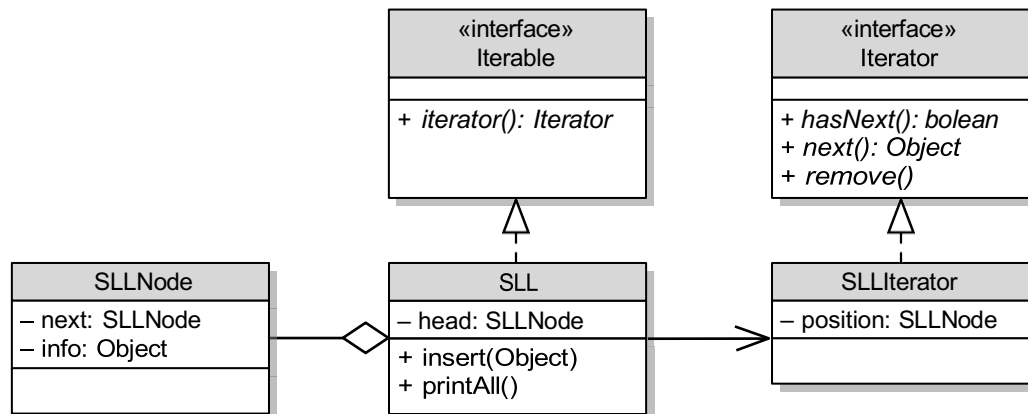 «interface»
Iterable
+ iterator(): Iterator
«interface»
Iterator
+ hasNext(): bolean
+ next(): Object
+ remove()
SLLNode
– next: SLLNode
– info: Object
SLL
– head: SLLNode
+ insert(Object)
+ printAll()
SLLIterator
– position: SLLNode